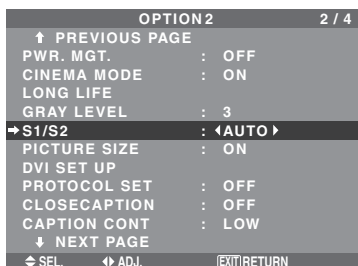 OPTION2 2 / 4
↑ PREVIOUS PAGE
PWR. MGT. : OFF
CINEMA MODE : ON
LONG LIFE
GRAY LEVEL : 3
→ S1/S2 : ◀ AUTO ▶
PICTURE SIZE : ON
DVI SET UP
PROTOCOL SET : OFF
CLOSECAPTION : OFF
CAPTION CONT : LOW
↓ NEXT PAGE
SEL. ADJ. EXIT RETURN